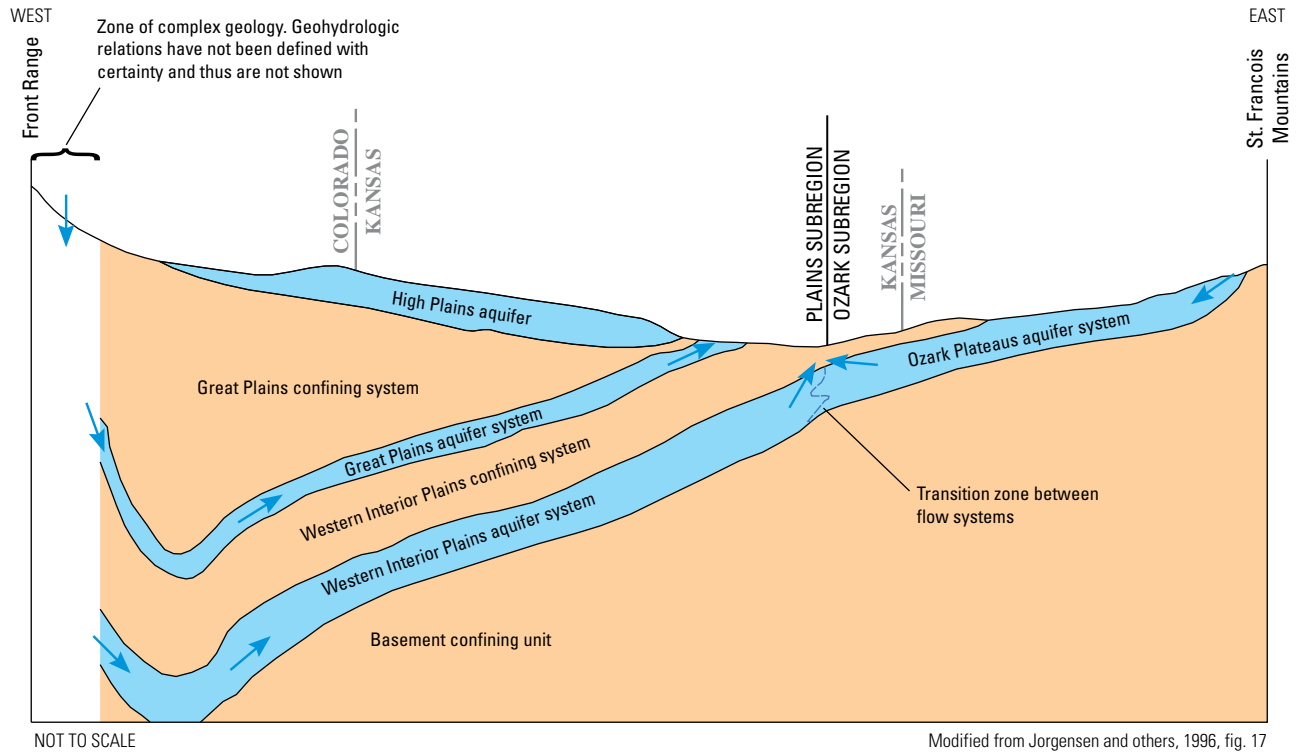 WEST
EAST
Zone of complex geology. Geohydrologic
relations have not been defined with
certainty and thus are not shown
Front Range
St. Francois
Mountains
COLORADO
KANSAS
PLAINS SUBREGION
OZARK SUBREGION
KANSAS
MISSOURI
High Plains aquifer
Ozark Plateaus aquifer system
Great Plains confining system
Great Plains aquifer system
Western Interior Plains confining system
Western Interior Plains aquifer system
Transition zone between
flow systems
Basement confining unit
NOT TO SCALE
Modified from Jorgensen and others, 1996, fig. 17